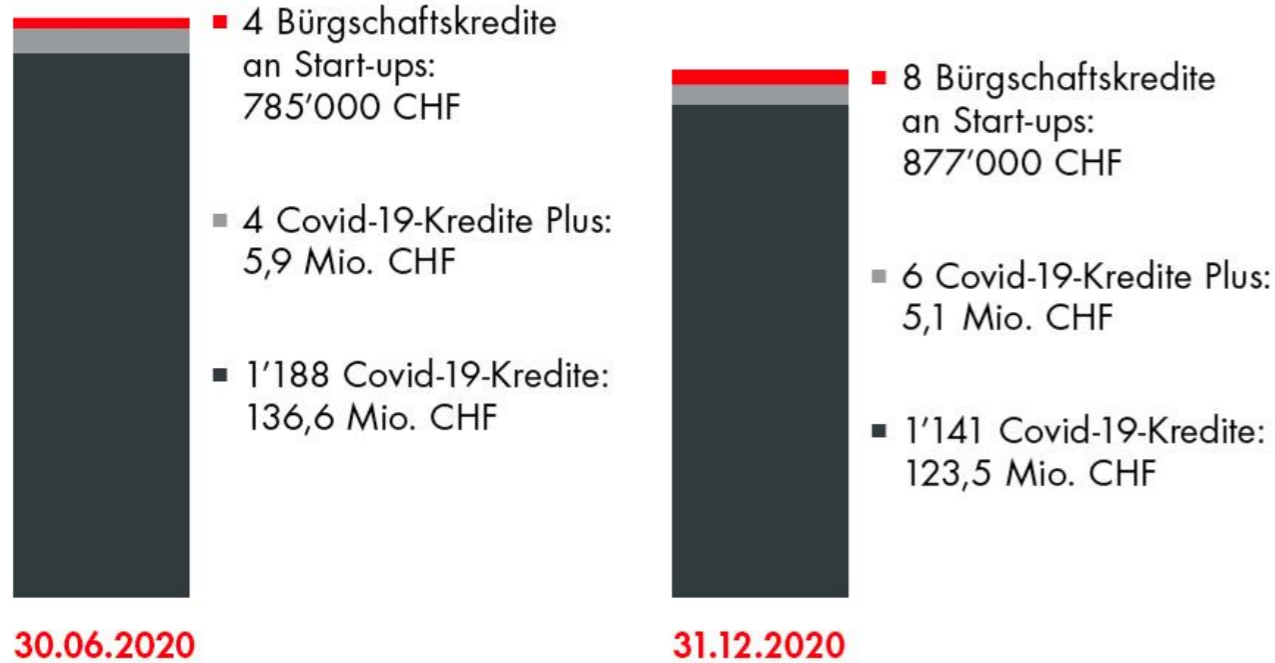 4 Bürgschaftskredite
an Start-ups:
785’000 CHF
4 Covid-19-Kredite Plus:
5,9 Mio. CHF
1’188 Covid-19-Kredite:
136,6 Mio. CHF
30.06.2020
8 Bürgschaftskredite
an Start-ups:
877’000 CHF
6 Covid-19-Kredite Plus:
5,1 Mio. CHF
1’141 Covid-19-Kredite:
123,5 Mio. CHF
31.12.2020